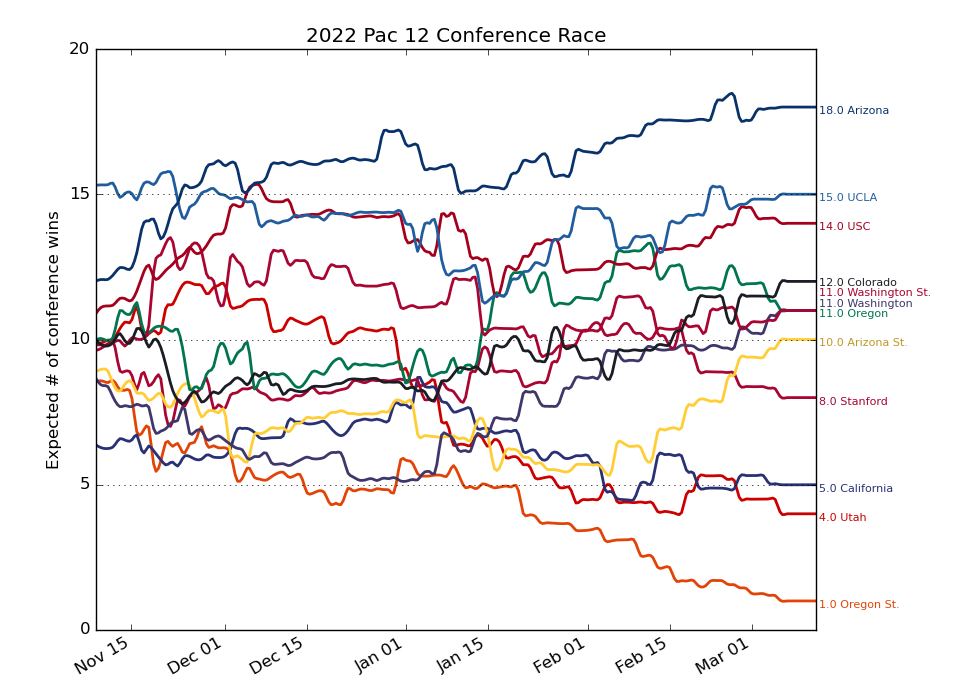 2022 Pac 12 Conference Race
Expected # of conference wins
20
15
10
5
0
18.0 Arizona
15.0 UCLA
14.0 USC
12.0 Colorado
11.0 Washington St.
11.0 Washington
11.0 Oregon
10.0 Arizona St.
8.0 Stanford
5.0 California
4.0 Utah
1.0 Oregon St.
Nov 15
Dec 01
Dec 15
Jan 01
Jan 15
Feb 01
Feb 15
Mar 01